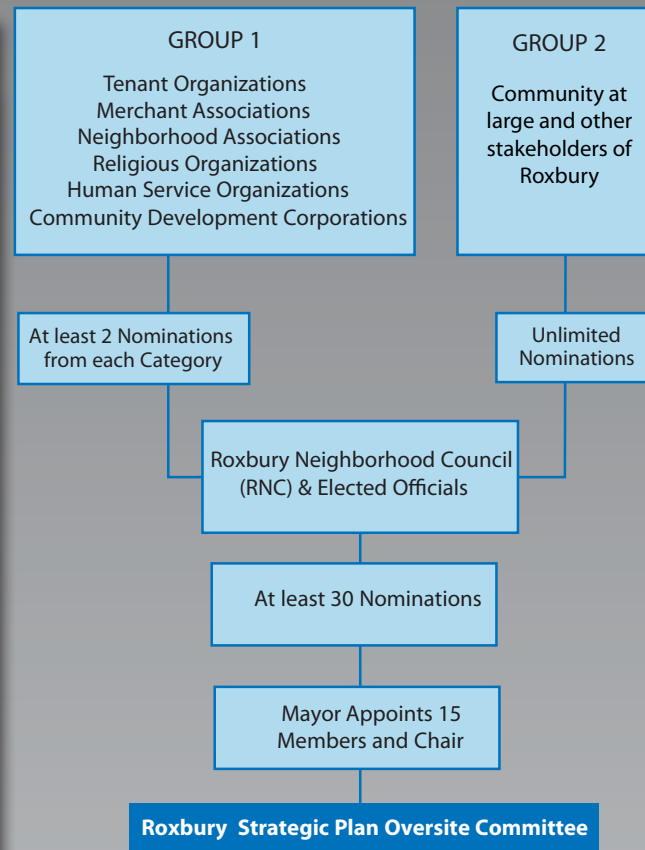 GROUP 1
Tenant Organizations
Merchant Associations
Neighborhood Associations
Religious Organizations
Human Service Organizations
Community Development Corporations
GROUP 2
Community at
large and other
stakeholders of
Roxbury
At least 2 Nominations
from each Category
Unlimited
Nominations
Roxbury Neighborhood Council
(RNC) & Elected Officials
At least 30 Nominations
Mayor Appoints 15
Members and Chair
Roxbury Strategic Plan Oversite Committee